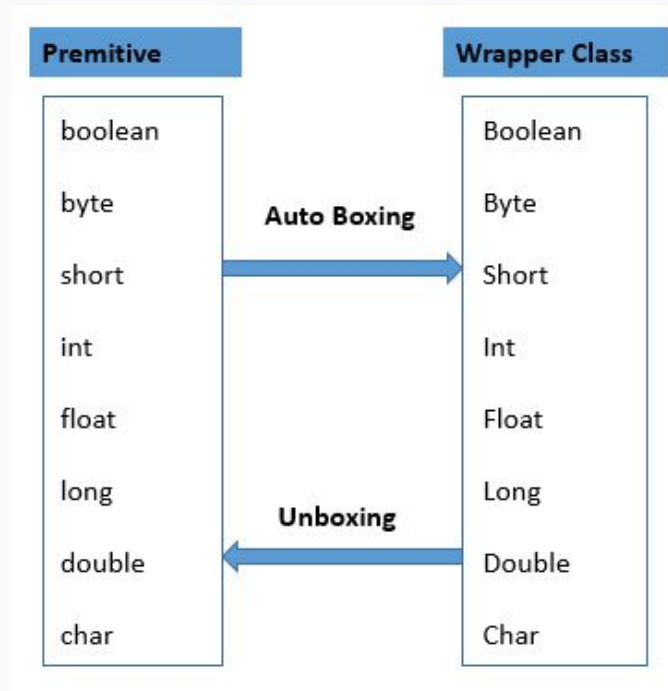 Premitive
Wrapper Class
boolean
Boolean
byte
Byte
Auto Boxing
short
Short
int
Int
float
Float
long
Long
Unboxing
double
Double
char
Char